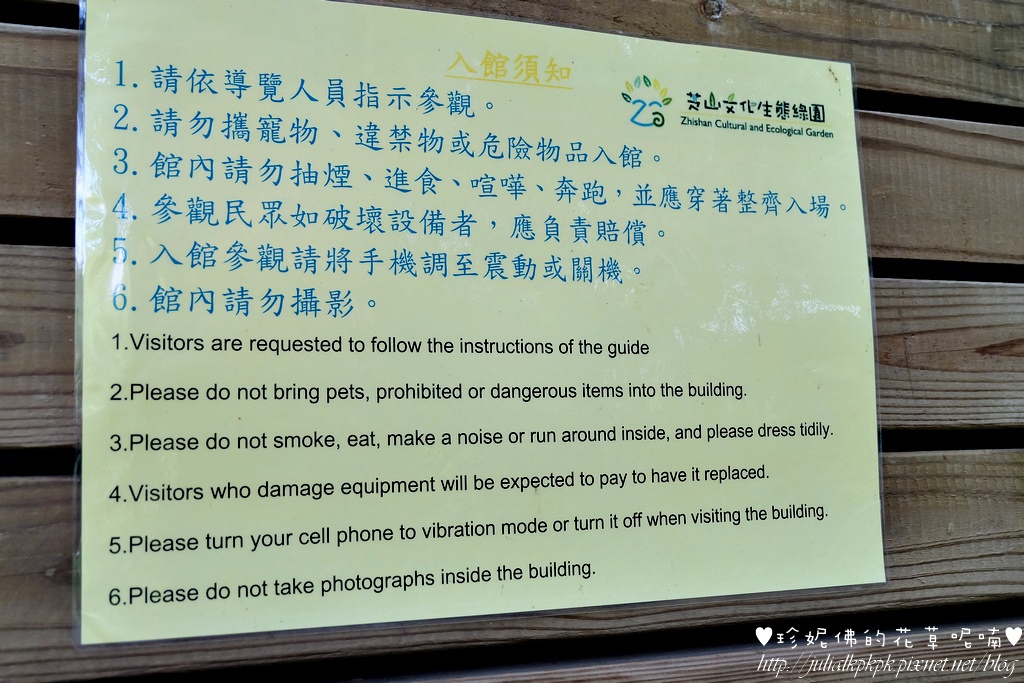 入館須知
芝山文化生態綠園
Zhishan Cultural and Ecological Garden
1. 請依導覽人員指示參觀。
2. 請勿攜寵物、違禁物或危險物品入館。
3. 館內請勿抽煙、進食、喧嘩、奔跑，並應穿著整齊入場。
4. 參觀民眾如破壞設備者，應負責賠償。
5. 入館參觀請將手機調至震動或關機。
6. 館內請勿攝影。
1.Visitors are requested to follow the instructions of the guide
2.Please do not bring pets, prohibited or dangerous items into the building.
3.Please do not smoke, eat, make a noise or run around inside, and please dress tidily.
4.Visitors who damage equipment will be expected to pay to have it replaced.
5.Please turn your cell phone to vibration mode or turn it off when visiting the building.
6.Please do not take photographs inside the building.
♥珍妮佛的花草呢喃♥
http://julialkpkpk.pixnet.net/blog